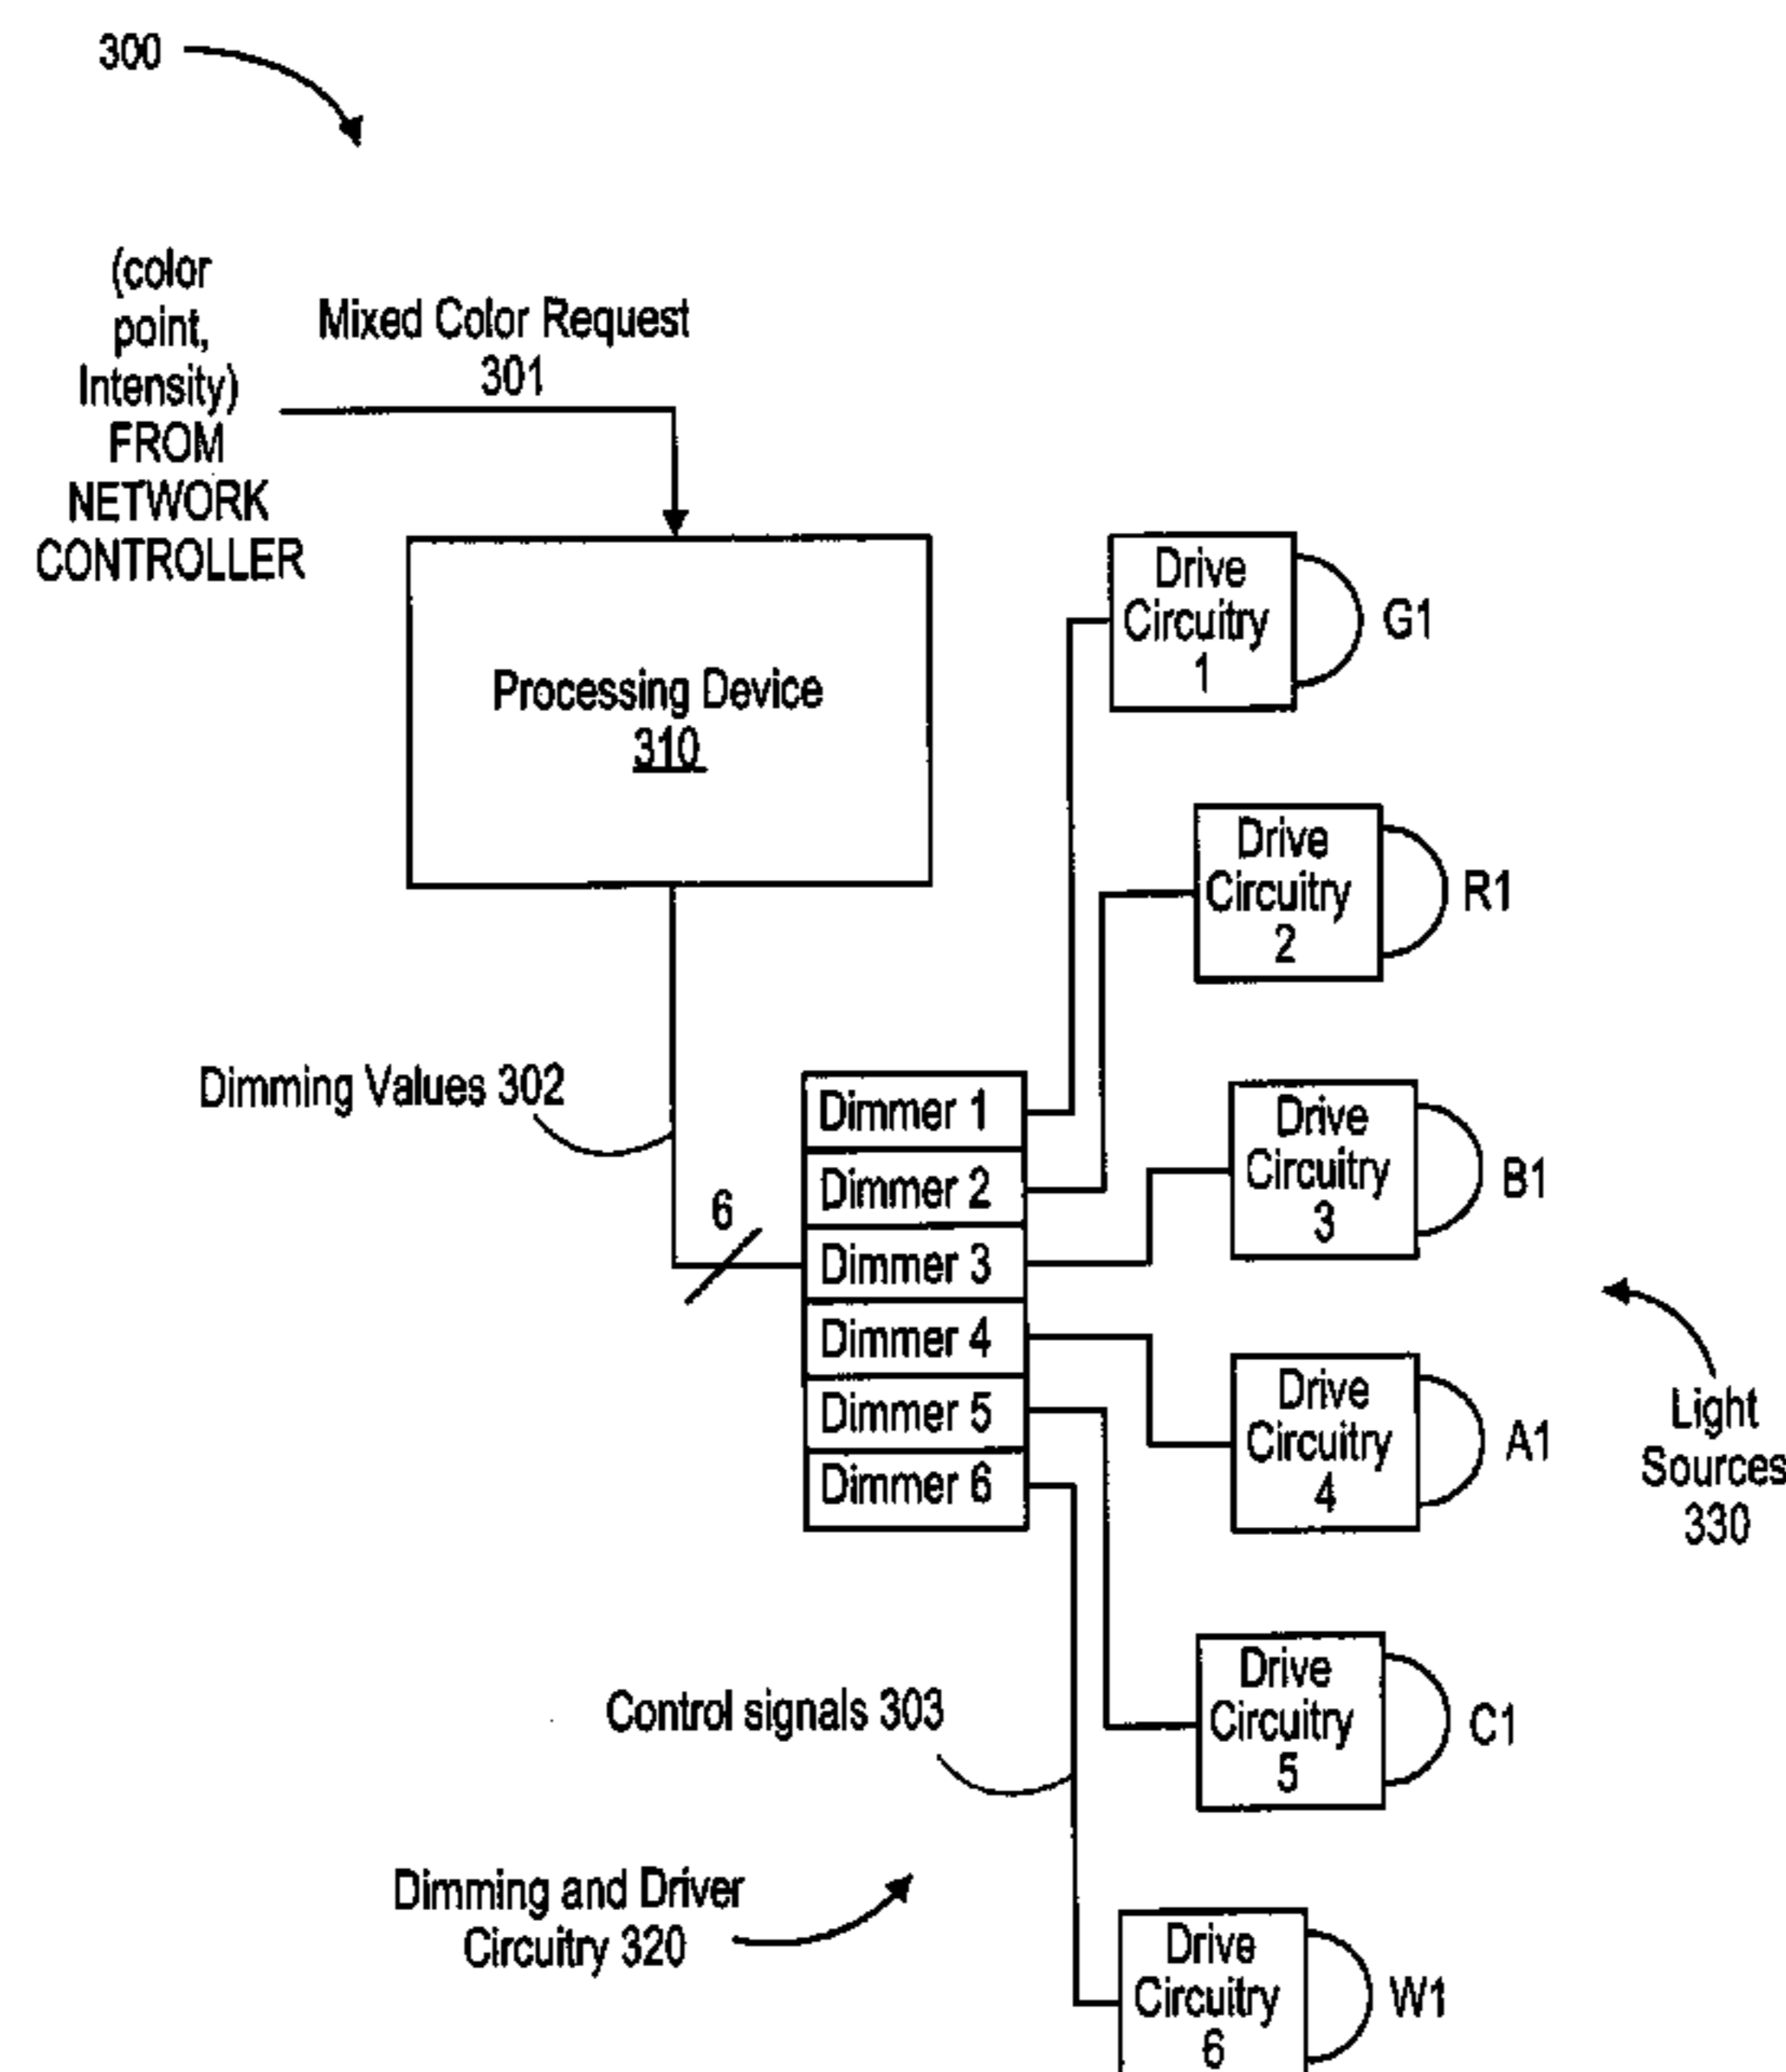 300
(color
point,
Intensity)
FROM
NETWORK
CONTROLLER
Mixed Color Request
301
Processing Device
310
Drive
Circuitry
1
G1
Drive
Circuitry
2
R1
Dimming Values 302
6
Dimmer 1
Dimmer 2
Dimmer 3
Dimmer 4
Dimmer 5
Dimmer 6
Drive
Circuitry
3
B1
Drive
Circuitry
4
A1
Light
Sources
330
Control signals 303
Drive
Circuitry
5
C1
Dimming and Driver
Circuitry 320
Drive
Circuitry
6
W1